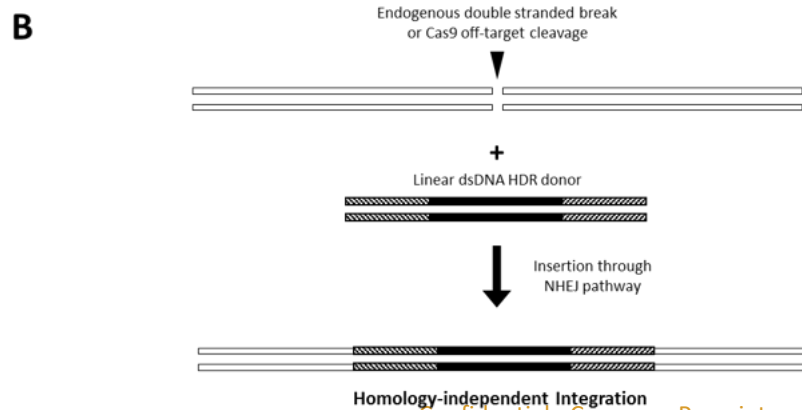 B
Endogenous double stranded break
or Cas9 off-target cleavage
+
Linear dsDNA HDR donor
Insertion through
NHEJ pathway
Homology-independent Integration